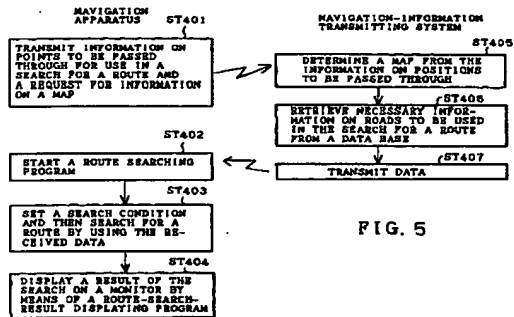 NAVIGATION
APPARATUS
ST401
TRANSMIT INFORMATION ON
POINTS TO BE PASSED
THROUGH FOR USE IN A
SEARCH FOR A ROUTE AND
A REQUEST FOR INFORMATION
ON A MAP
NAVIGATION-INFORMATION
TRANSMITTING SYSTEM
ST405
DETERMINE A MAP FROM THE
INFORMATION ON POSITIONS
TO BE PASSED THROUGH
ST406
RETRIEVE NECESSARY INFOR-
MATION ON ROADS TO BE USED
IN THE SEARCH FOR A ROUTE
FROM A DATA BASE
ST407
TRANSMIT DATA
ST402
START A ROUTE SEARCHING
PROGRAM
ST403
SET A SEARCH CONDITION
AND THEN SEARCH FOR A
ROUTE BY USING THE RE-
CEIVED DATA
ST404
DISPLAY A RESULT OF THE
SEARCH ON A MONITOR BY
MEANS OF A ROUTE-SEARCH-
RESULT DISPLAYING PROGRAM
FIG. 5